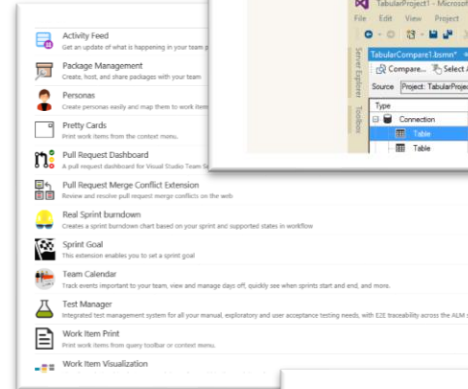 TabularProject1 - Microsoft
File Edit View Project
TabularCompare1.bsmn*
Compare... Select
Source Project: TabularProje
Type
Connection
Table
Table
Server Explorer
Toolbox
Activity Feed
Get an update of what is happening in your team p
Package Management
Create, host, and share packages with your team
Personas
Create personas easily and map them to work item
Pretty Cards
Print work items from the context menu.
Pull Request Dashboard
A pull request dashboard for Visual Studio Team Se
Pull Request Merge Conflict Extension
Review and resolve pull request merge conflicts on the web
Real Sprint burndown
Creates a sprint burndown chart based on your sprint and supported states in workflow
Sprint Goal
This extension enables you to set a sprint goal
Team Calendar
Track events important to your team, view and manage days off, quickly see when sprints start and end, and more.
Test Manager
Integrated test management system for all your manual, exploratory and user acceptance testing needs, with E2E traceability across the ALM
Work Item Print
Print work items from query toolbar or context menu.
Work Item Visualization